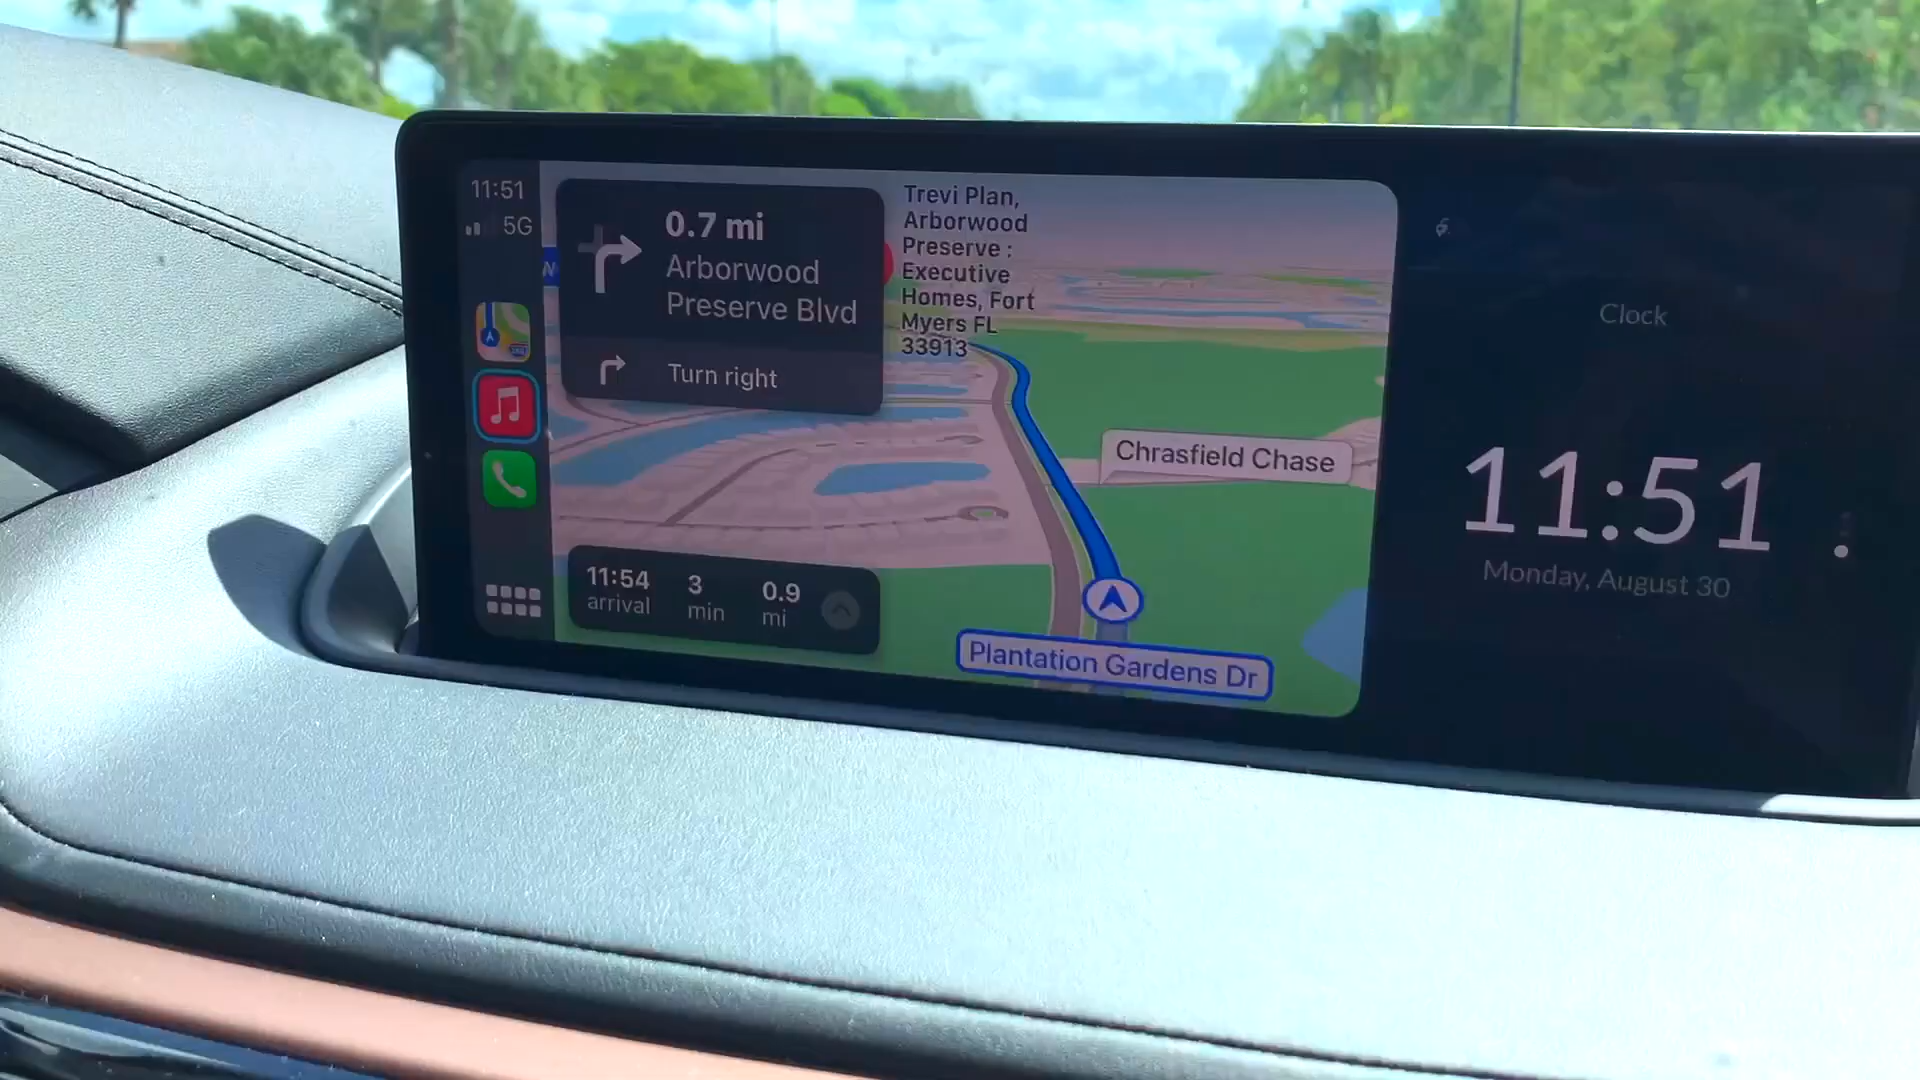 11:51
5G
N
0.7 mi
Arborwood
Preserve Blvd
Turn right
Trevi Plan,
Arborwood
Preserve :
Executive
Homes, Fort
Myers FL
33913
Chrasfield Chase
11:54 3 0.9
arrival min mi
Plantation Gardens Dr
Clock
11:51
Monday, August 30